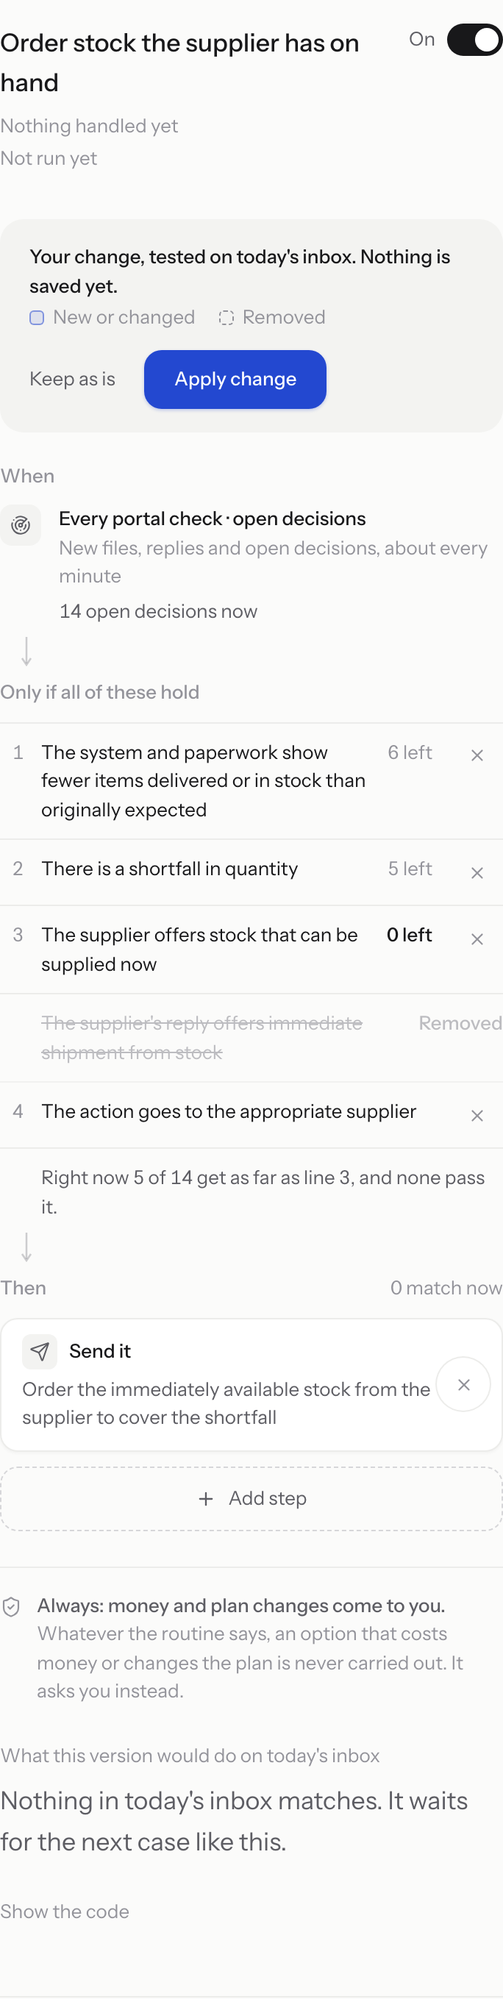 Order stock the supplier has on
hand
On
Nothing handled yet
Not run yet
Your change, tested on today's inbox. Nothing is
saved yet.
New or changed
Removed
Keep as is
Apply change
When
Every portal check · open decisions
New files, replies and open decisions, about every
minute
14 open decisions now
Only if all of these hold
1 The system and paperwork show
fewer items delivered or in stock than
originally expected
6 left
2 There is a shortfall in quantity
5 left
3 The supplier offers stock that can be
supplied now
0 left
The supplier's reply offers immediate
shipment from stock
Removed
4 The action goes to the appropriate supplier
Right now 5 of 14 get as far as line 3, and none pass
it.
Then
0 match now
Send it
Order the immediately available stock from the
supplier to cover the shortfall
Add step
Always: money and plan changes come to you.
Whatever the routine says, an option that costs
money or changes the plan is never carried out. It
asks you instead.
What this version would do on today's inbox
Nothing in today's inbox matches. It waits
for the next case like this.
Show the code